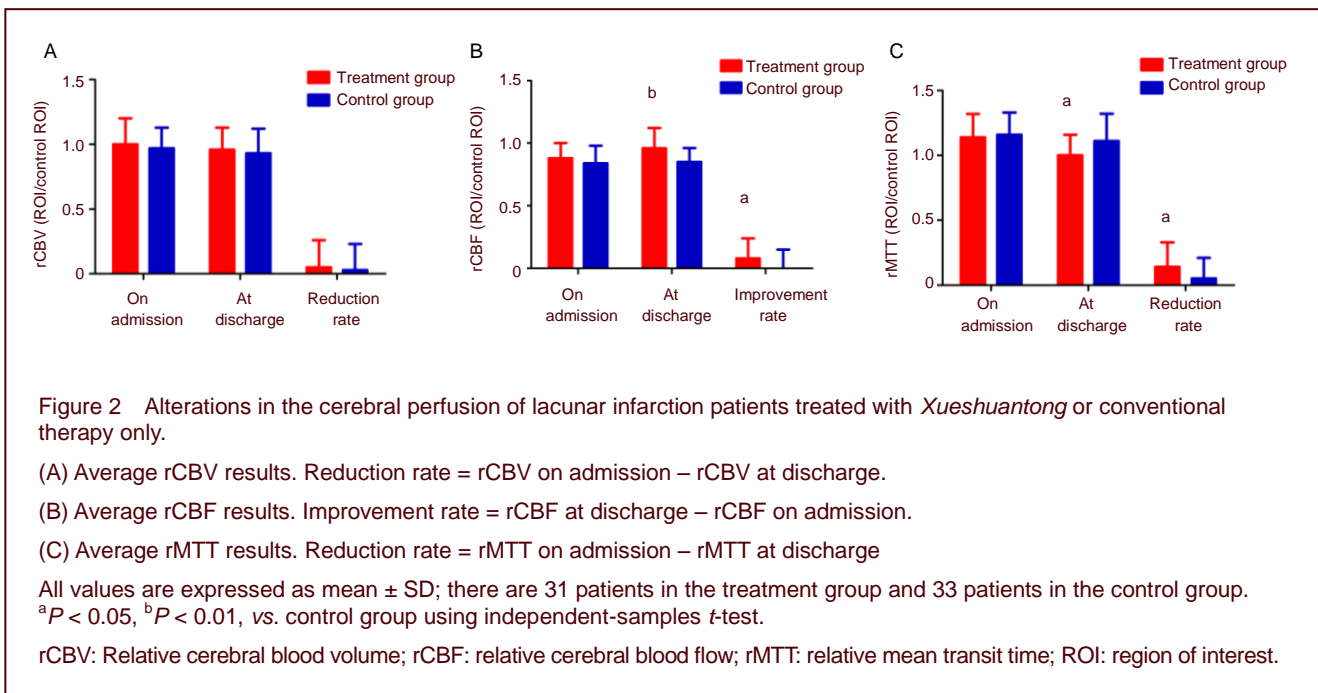 A
1.5
1.0
0.5
0
rCBV (ROI/control ROI)
Treatment group
Control group
On
admission
At
discharge
Reduction
rate
B
1.5
1.0
0.5
0
rCBF (ROI/control ROI)
Treatment group
Control group
b
a
On
admission
At
discharge
Improvement
rate
C
1.5
1.0
0.5
0
rMTT (ROI/control ROI)
Treatment group
Control group
a
a
On
admission
At
discharge
Reduction
rate
Figure 2 Alterations in the cerebral perfusion of lacunar infarction patients treated with Xueshuantong or conventional
therapy only.
(A) Average rCBV results. Reduction rate = rCBV on admission – rCBV at discharge.
(B) Average rCBF results. Improvement rate = rCBF at discharge – rCBF on admission.
(C) Average rMTT results. Reduction rate = rMTT on admission – rMTT at discharge
All values are expressed as mean ± SD; there are 31 patients in the treatment group and 33 patients in the control group.
aP < 0.05, bP < 0.01, vs. control group using independent-samples t-test.
rCBV: Relative cerebral blood volume; rCBF: relative cerebral blood flow; rMTT: relative mean transit time; ROI: region of interest.